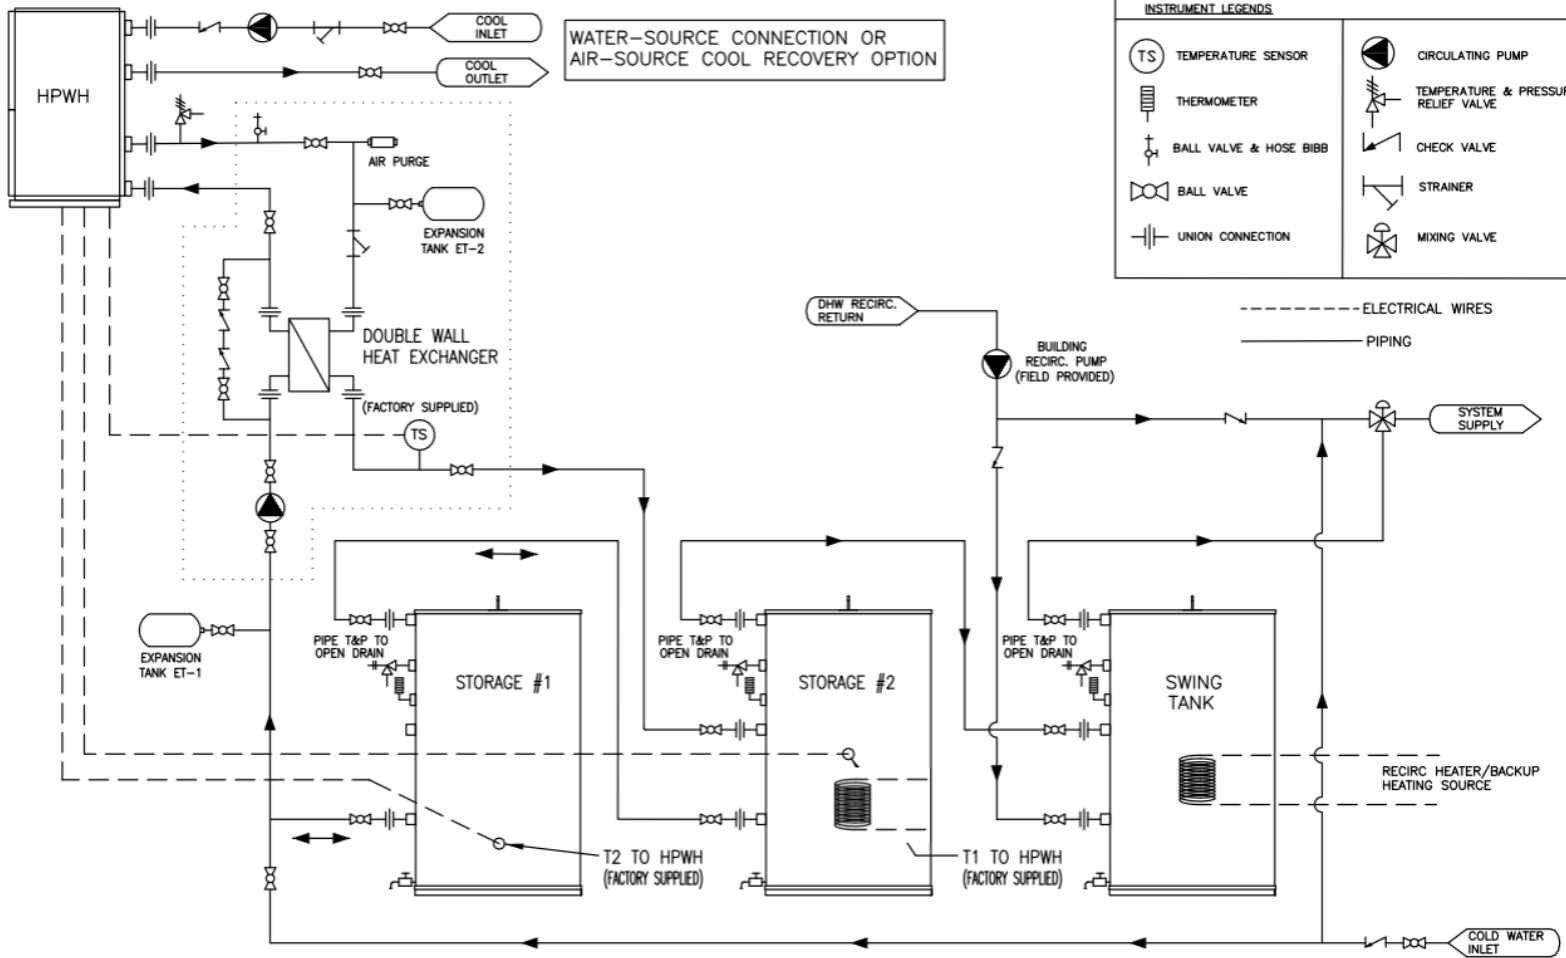 COOL
INLET
COOL
OUTLET
WATER-SOURCE CONNECTION OR
AIR-SOURCE COOL RECOVERY OPTION
HPWH
AIR PURGE
EXPANSION
TANK ET-2
DOUBLE WALL
HEAT EXCHANGER
(FACTORY SUPPLIED)
TS
INSTRUMENT LEGENDS
TS TEMPERATURE SENSOR
THERMOMETER
BALL VALVE & HOSE BIBB
BALL VALVE
UNION CONNECTION
CIRCULATING PUMP
TEMPERATURE & PRESSUR
RELIEF VALVE
CHECK VALVE
STRAINER
MIXING VALVE
ELECTRICAL WIRES
PIPING
DHW RECIRC.
RETURN
BUILDING
RECIRC. PUMP
(FIELD PROVIDED)
SYSTEM
SUPPLY
EXPANSION
TANK ET-1
PIPE T&P TO
OPEN DRAIN
STORAGE #1
PIPE T&P TO
OPEN DRAIN
STORAGE #2
PIPE T&P TO
OPEN DRAIN
SWING
TANK
RECIRC HEATER/BACKUP
HEATING SOURCE
T2 TO HPWH
(FACTORY SUPPLIED)
T1 TO HPWH
(FACTORY SUPPLIED)
COLD WATER
INLET